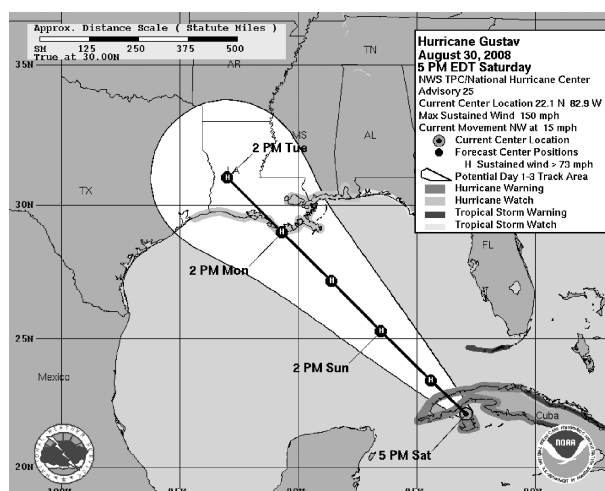 Approx. Distance Scale ( Statute Miles )
SM 125 250 375 500
True at 30.00N
Hurricane Gustav
August 30, 2008
5 PM EDT Saturday
NWS TPC/National Hurricane Center
Advisory 25
Current Center Location 22.1 N 82.9 W
Max Sustained Wind 150 mph
Current Movement NW at 15 mph
Current Center Location
Forecast Center Positions
H Sustained wind > 73 mph
Potential Day 1-3 Track Area
Hurricane Warning
Hurricane Watch
Tropical Storm Warning
Tropical Storm Watch
AR
TN
35N
MS
AL
2 PM Tue
H
TX
30N
H
FL
2 PM Mon
H
25N
H
2 PM Sun
Mexico
H
Cuba
5 PM Sat
20N
NOAA